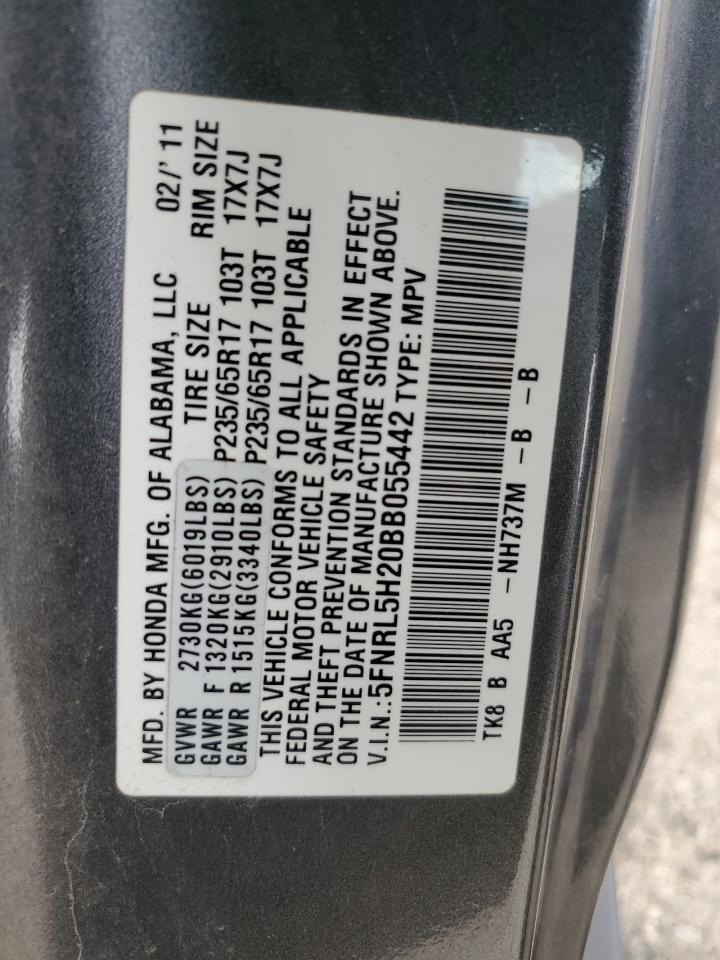 MFD. BY HONDA MFG. OF ALABAMA, LLC 02/'11
GVWR 2730KG(6019LBS) TIRE SIZE RIM SIZE
GAWR F 1320KG(2910LBS) P235/65R17 103T 17X7J
GAWR R 1515KG(3340LBS) P235/65R17 103T 17X7J
THIS VEHICLE CONFORMS TO ALL APPLICABLE
FEDERAL MOTOR VEHICLE SAFETY
AND THEFT PREVENTION STANDARDS IN EFFECT
ON THE DATE OF MANUFACTURE SHOWN ABOVE.
V.I.N.:5FNRL5H20BB055442 TYPE: MPV
TK8 B AA5 -NH737M -B -B